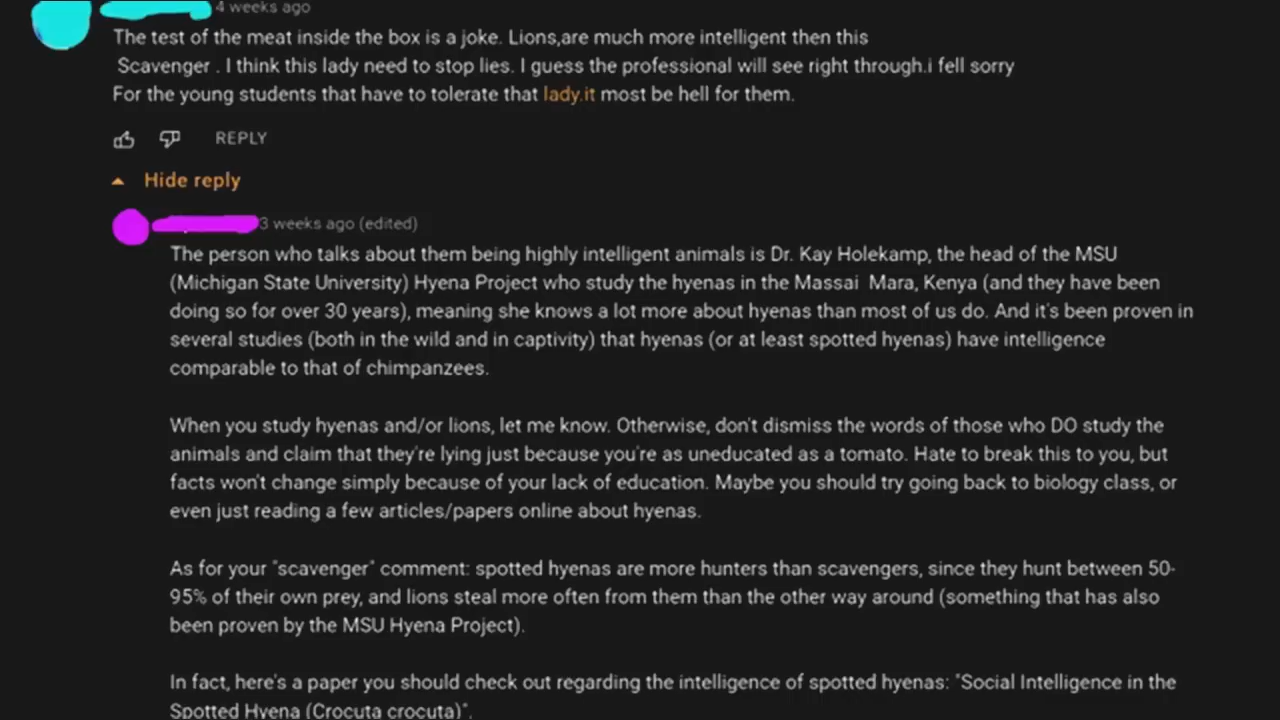 4 weeks ago
The test of the meat inside the box is a joke. Lions,are much more intelligent then this
Scavenger . I think this lady need to stop lies. I guess the professional will see right through.i fell sorry
For the young students that have to tolerate that lady.it most be hell for them.
REPLY
Hide reply
3 weeks ago (edited)
The person who talks about them being highly intelligent animals is Dr. Kay Holekamp, the head of the MSU
(Michigan State University) Hyena Project who study the hyenas in the Massai Mara, Kenya (and they have been
doing so for over 30 years), meaning she knows a lot more about hyenas than most of us do. And it's been proven in
several studies (both in the wild and in captivity) that hyenas (or at least spotted hyenas) have intelligence
comparable to that of chimpanzees.
When you study hyenas and/or lions, let me know. Otherwise, don't dismiss the words of those who DO study the
animals and claim that they're lying just because you're as uneducated as a tomato. Hate to break this to you, but
facts won't change simply because of your lack of education. Maybe you should try going back to biology class, or
even just reading a few articles/papers online about hyenas.
As for your "scavenger" comment: spotted hyenas are more hunters than scavengers, since they hunt between 50-
95% of their own prey, and lions steal more often from them than the other way around (something that has also
been proven by the MSU Hyena Project).
In fact, here's a paper you should check out regarding the intelligence of spotted hyenas: "Social Intelligence in the
Spotted Hyena (Crocuta crocuta)".